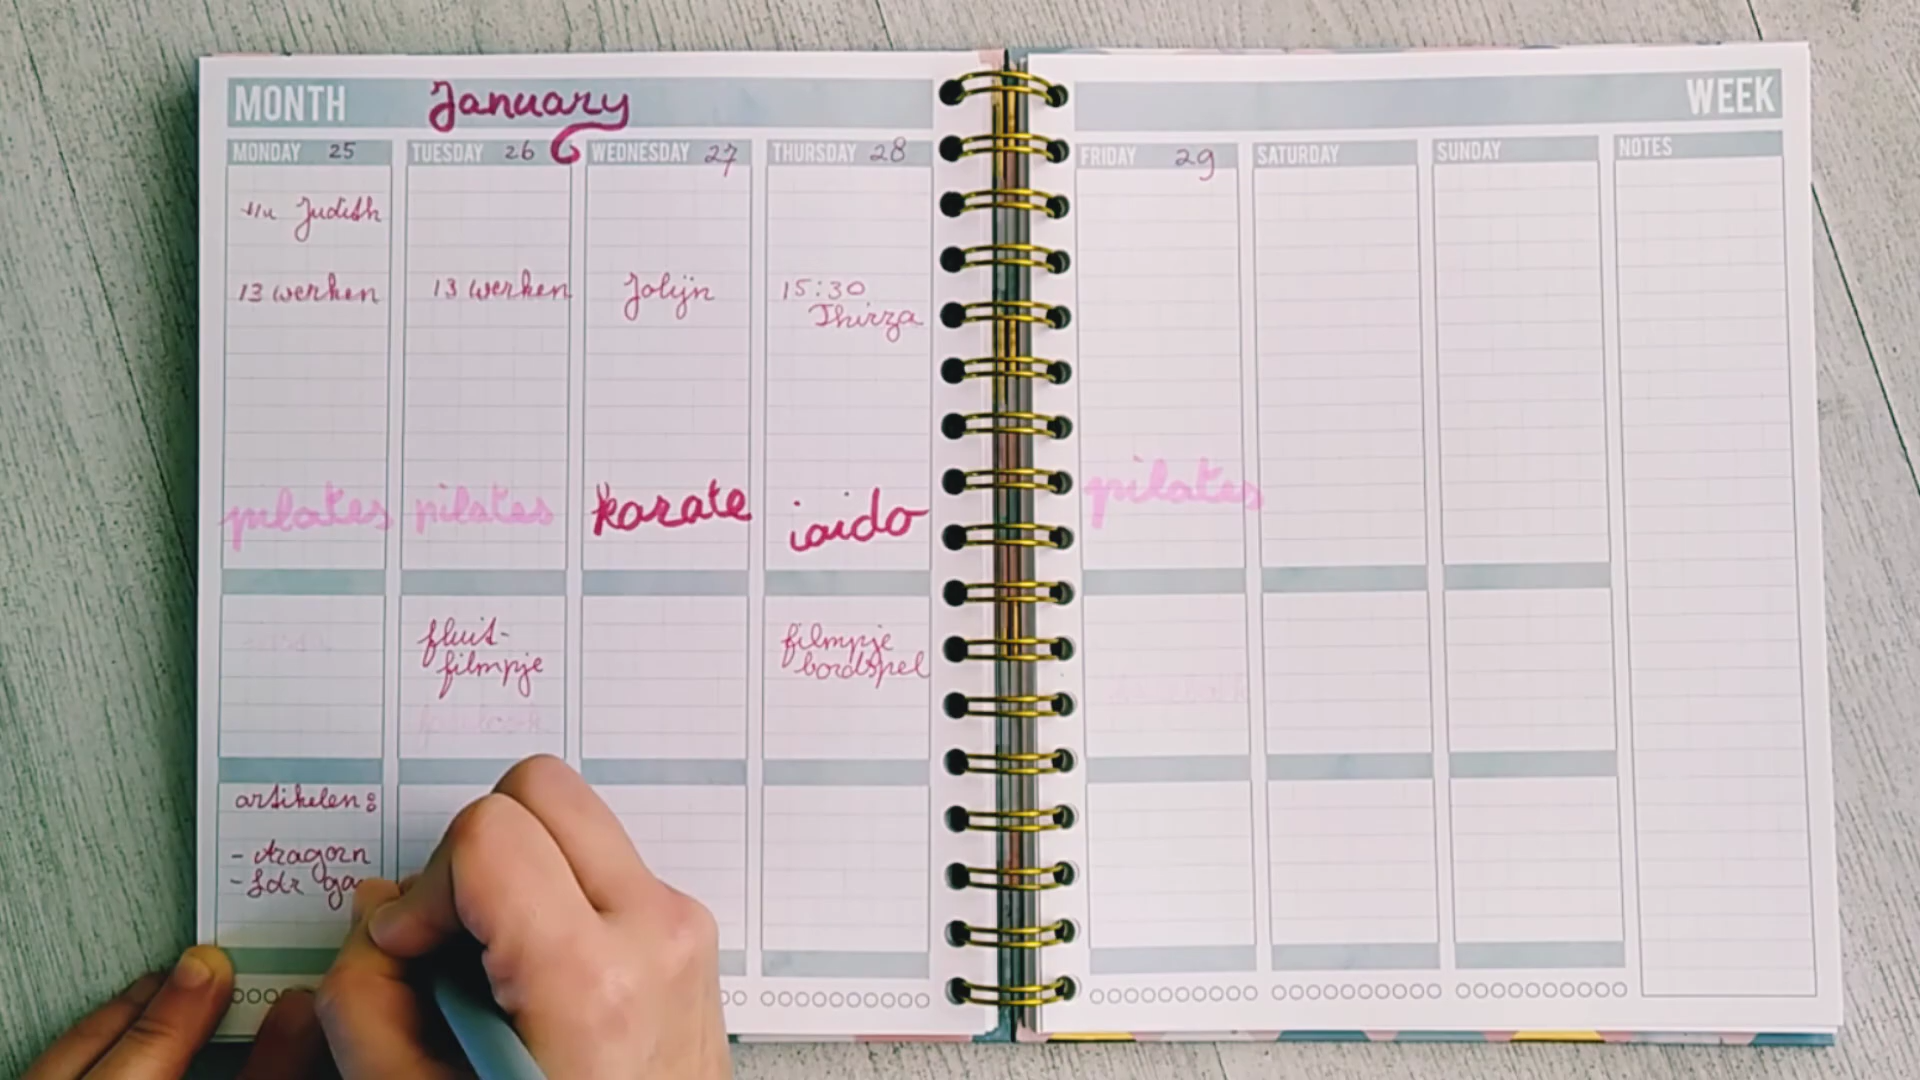 MONTH January
WEEK
MONDAY 25
TUESDAY 26
WEDNESDAY 27
THURSDAY 28
FRIDAY 29
SATURDAY
SUNDAY
NOTES
Judith
13 werken
13 werken
Jolijn
15:30
Thirza
pilates
pilates
karate
iaido
pilates
fluit-
filmpje
filmpje
bordspel
artikelen:
- Aragorn